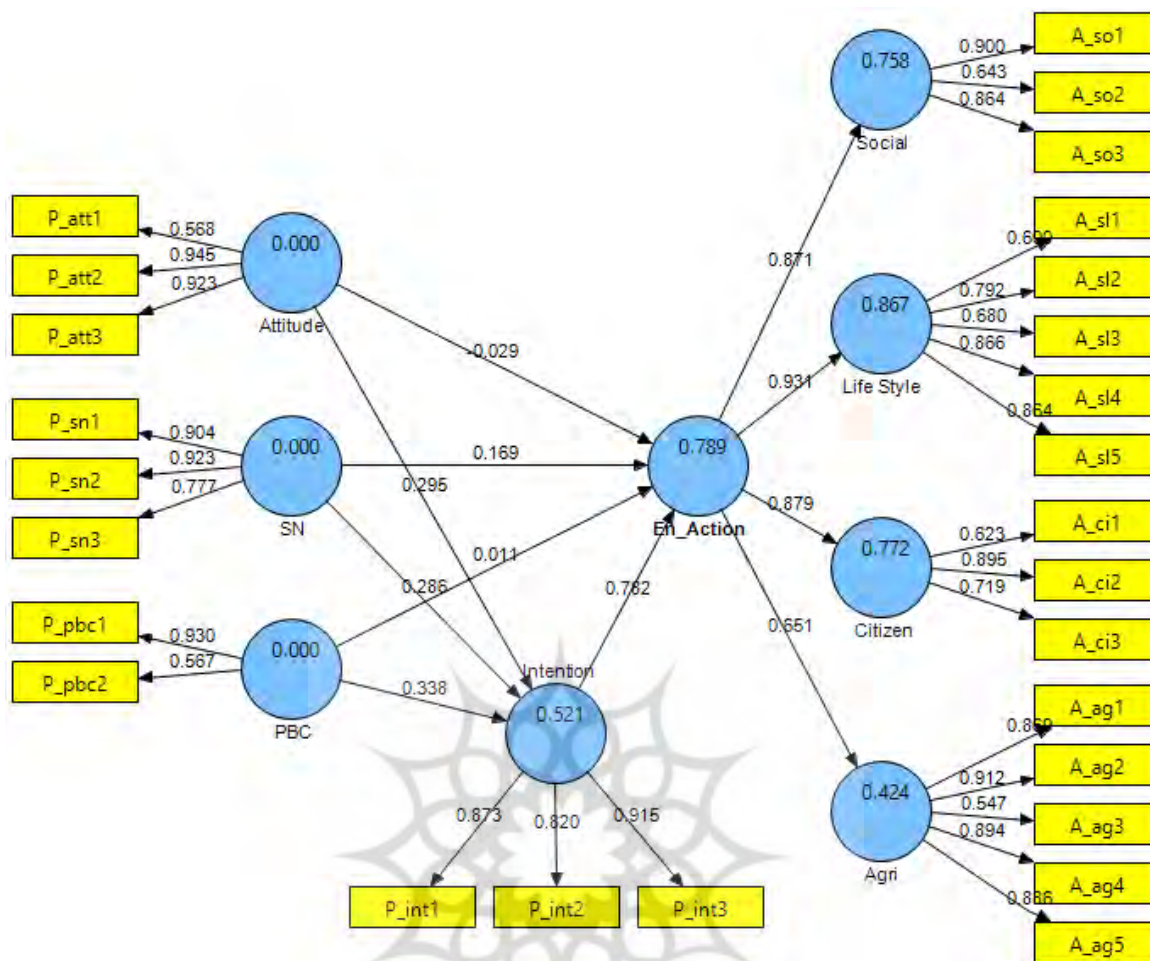 0.758
Social
0.900
0.643
0.864
A_so1
A_so2
A_so3
P_att1
P_att2
P_att3
0.568
0.945
0.923
0.000
Attitude
-0.029
0.295
0.871
0.867
Life Style
0.931
0.792
0.680
0.866
0.864
A_sl1
A_sl2
A_sl3
A_sl4
A_sl5
P_sn1
P_sn2
P_sn3
0.904
0.923
0.777
0.000
SN
0.169
0.286
0.789
En_Action
0.879
0.772
Citizen
0.623
0.895
0.719
A_ci1
A_ci2
A_ci3
P_pbc1
P_pbc2
0.930
0.567
0.000
PBC
0.011
0.338
Intention
0.521
0.782
0.651
0.424
Agri
0.869
0.912
0.547
0.894
0.886
A_ag1
A_ag2
A_ag3
A_ag4
A_ag5
0.873
0.820
0.915
P_int1
P_int2
P_int3